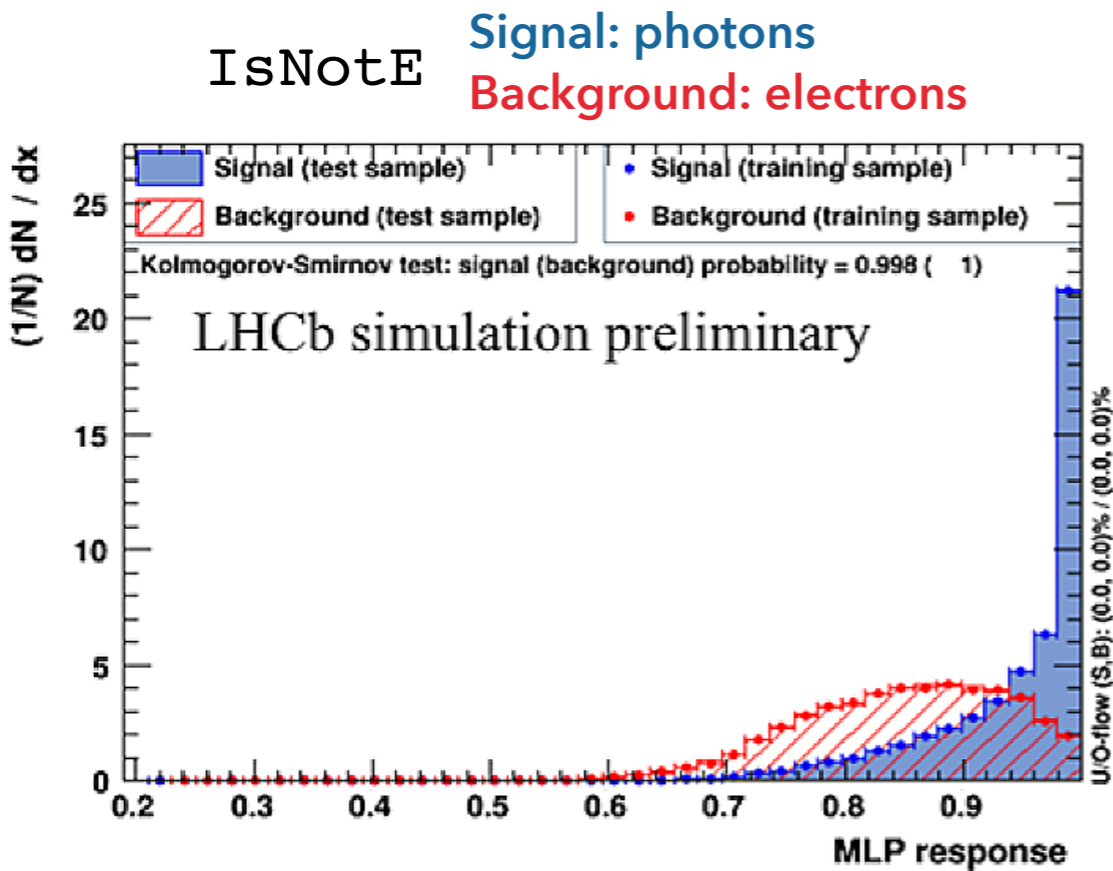 IsNotE
Signal: photons
Background: electrons
Signal (test sample)
Background (test sample)
Signal (training sample)
Background (training sample)
Kolmogorov-Smirnov test: signal (background) probability = 0.998 ( 1)
LHCb simulation preliminary
(1/N) dN / dx
25
20
15
10
5
0
0.2 0.3 0.4 0.5 0.6 0.7 0.8 0.9
MLP response
U/O-flow (S,B): (0.0, 0.0)% / (0.0, 0.0)%